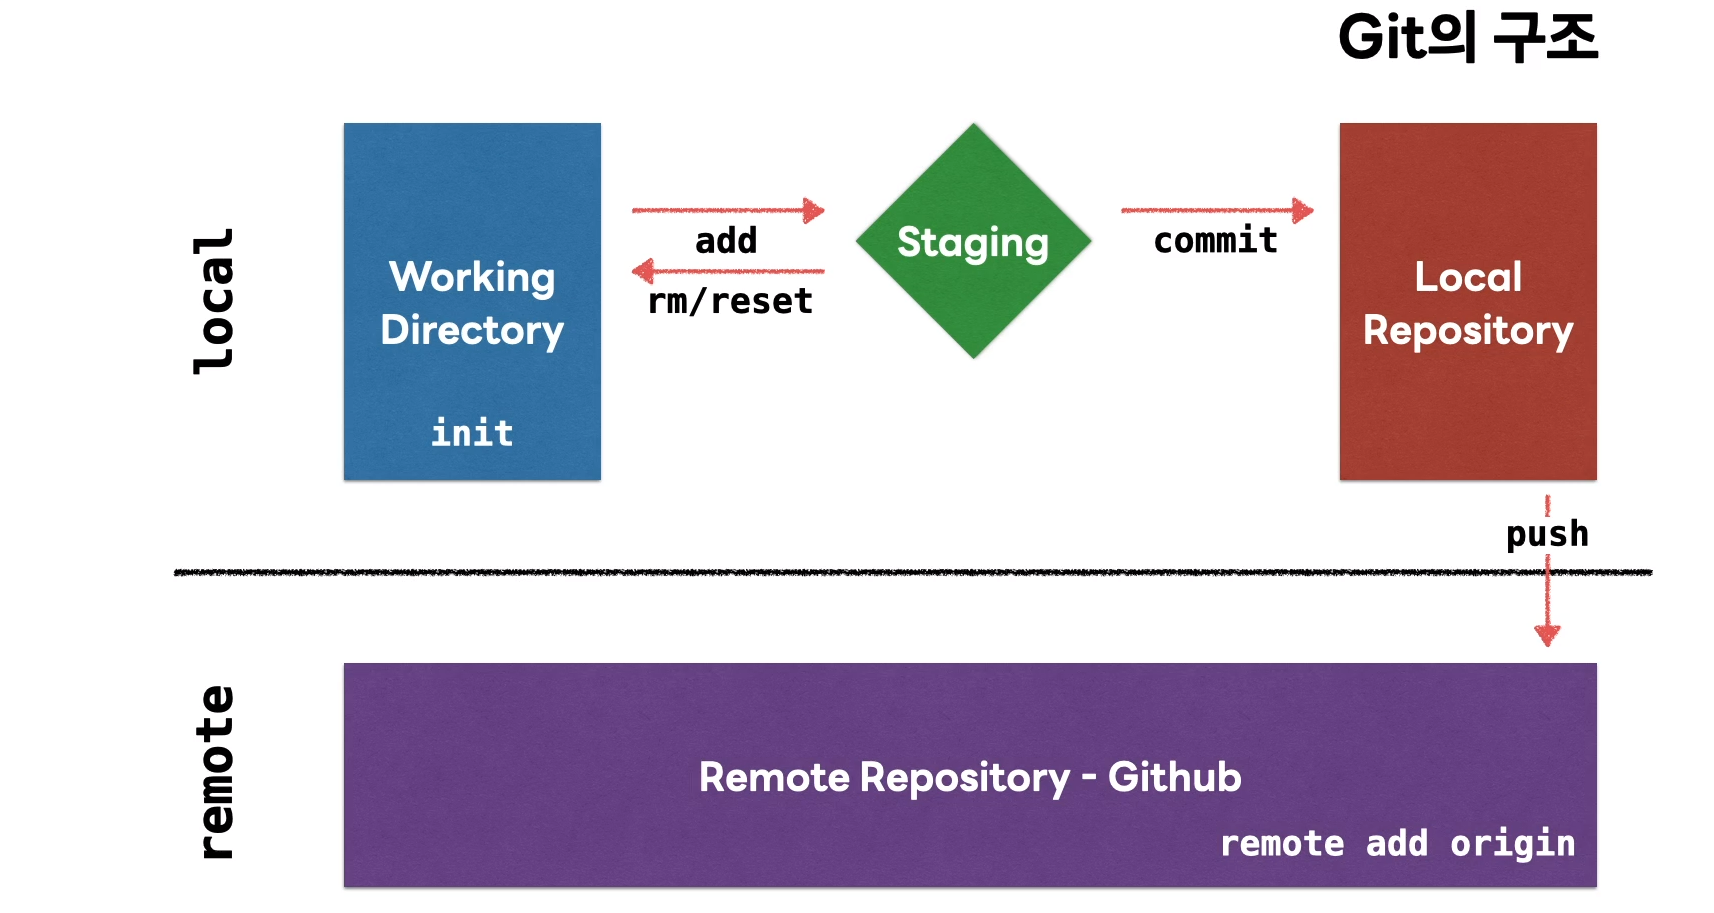 Git의 구조
local
Working
Directory
init
add
rm/reset
Staging
commit
Local
Repository
push
remote
Remote Repository - Github
remote add origin